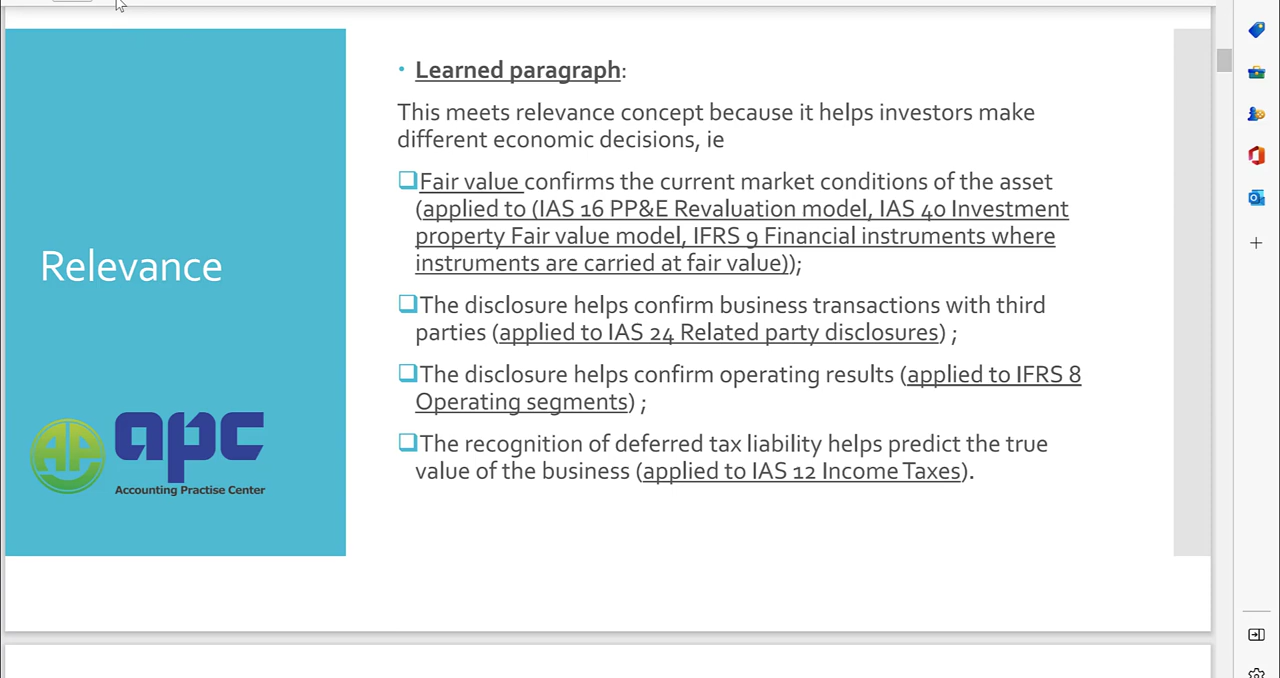 Learned paragraph:
This meets relevance concept because it helps investors make
different economic decisions, ie
Fair value confirms the current market conditions of the asset
(applied to (IAS 16 PP&E Revaluation model, IAS 40 Investment
property Fair value model, IFRS 9 Financial instruments where
instruments are carried at fair value));
The disclosure helps confirm business transactions with third
parties (applied to IAS 24 Related party disclosures) ;
The disclosure helps confirm operating results (applied to IFRS 8
Operating segments) ;
The recognition of deferred tax liability helps predict the true
value of the business (applied to IAS 12 Income Taxes).
Relevance
AP
apc
Accounting Practise Center